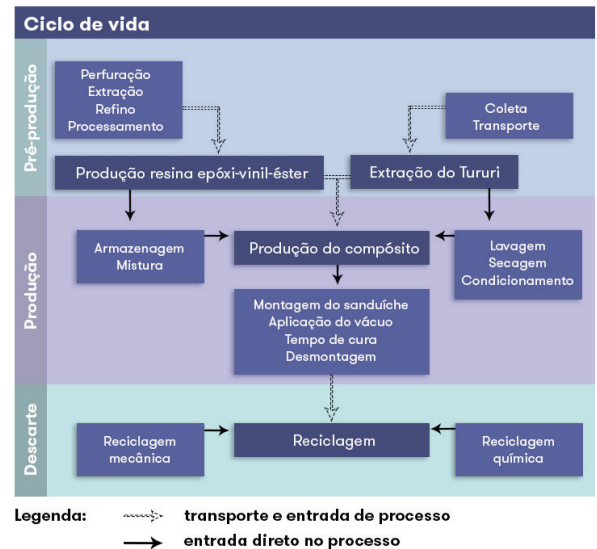 Ciclo de vida
Pré-produção
Perfuração
Extração
Refino
Processamento
Coleta
Transporte
Produção resina epóxi-vinil-éster
Extração do Tururi
Produção
Armazenagem
Mistura
Produção do compósito
Lavagem
Secagem
Condicionamento
Montagem do sanduíche
Aplicação do vácuo
Tempo de cura
Desmontagem
Descarte
Reciclagem
mecânica
Reciclagem
Reciclagem
química
Legenda:
transporte e entrada de processo
entrada direto no processo